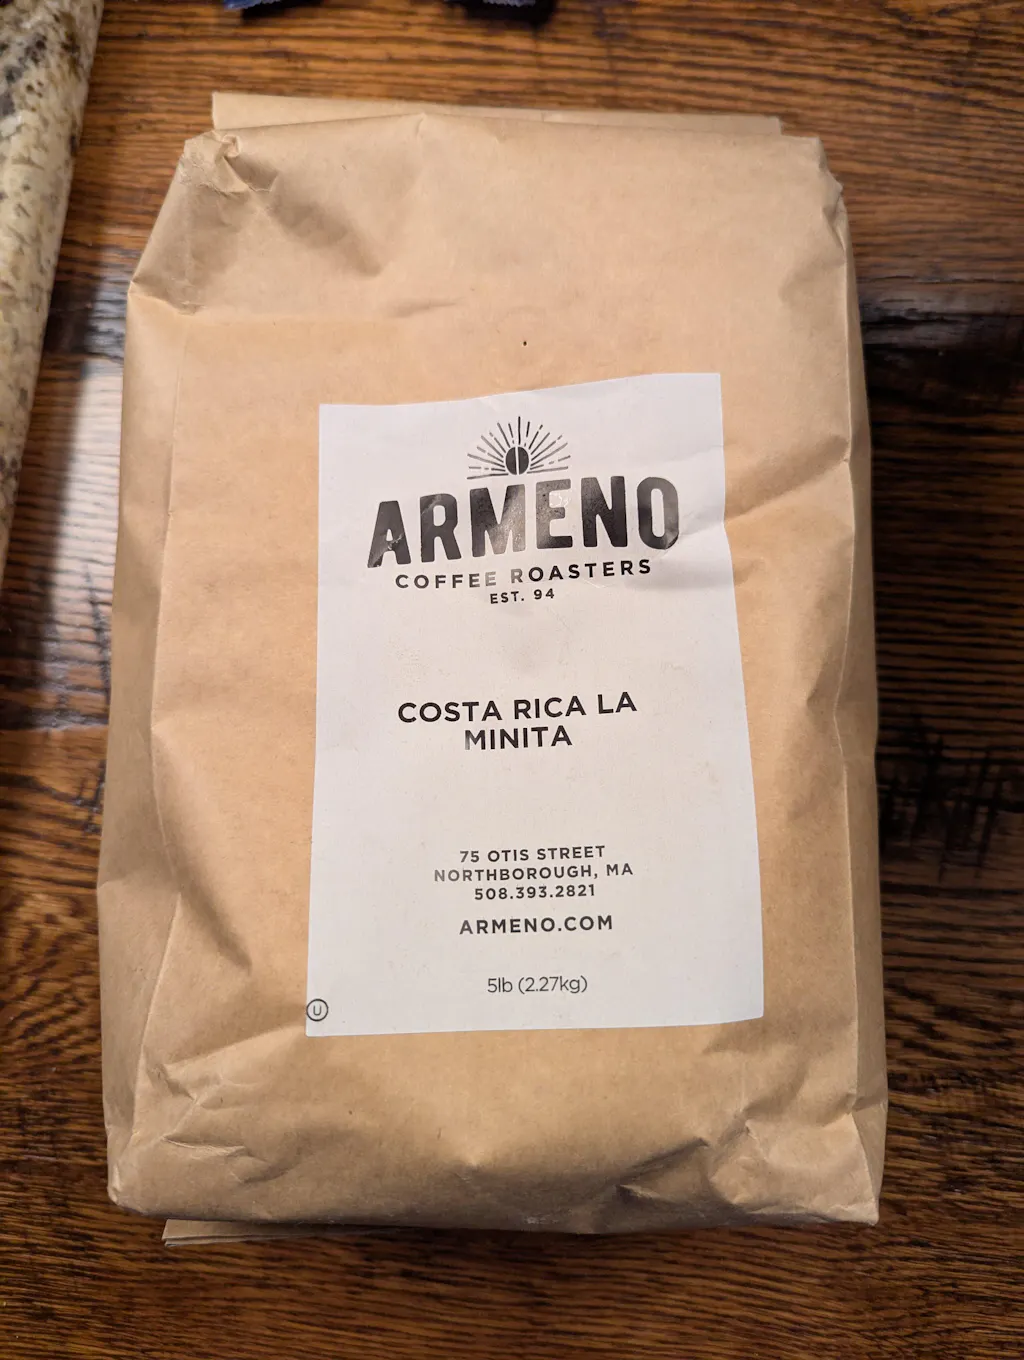 ARMENO
COFFEE ROASTERS
EST. 94
COSTA RICA LA
MINITA
75 OTIS STREET
NORTHBOROUGH, MA
508.393.2821
ARMENO.COM
5lb (2.27kg)
U